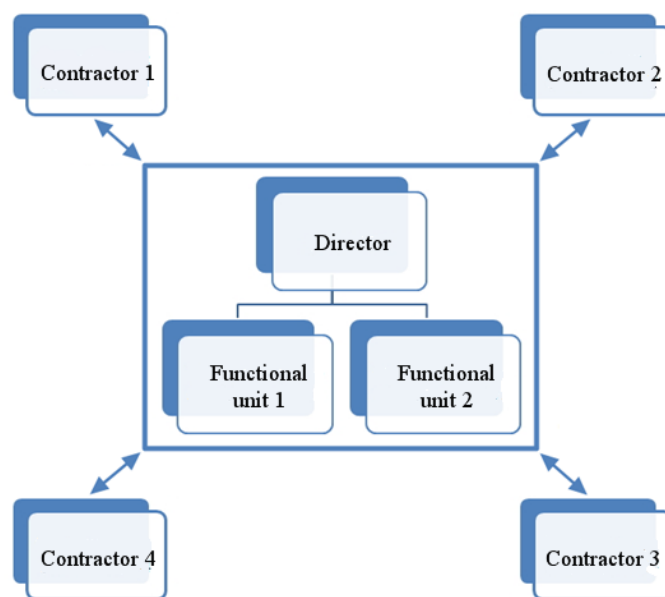 Contractor 1
Contractor 2
Director
Functional
unit 1
Functional
unit 2
Contractor 4
Contractor 3